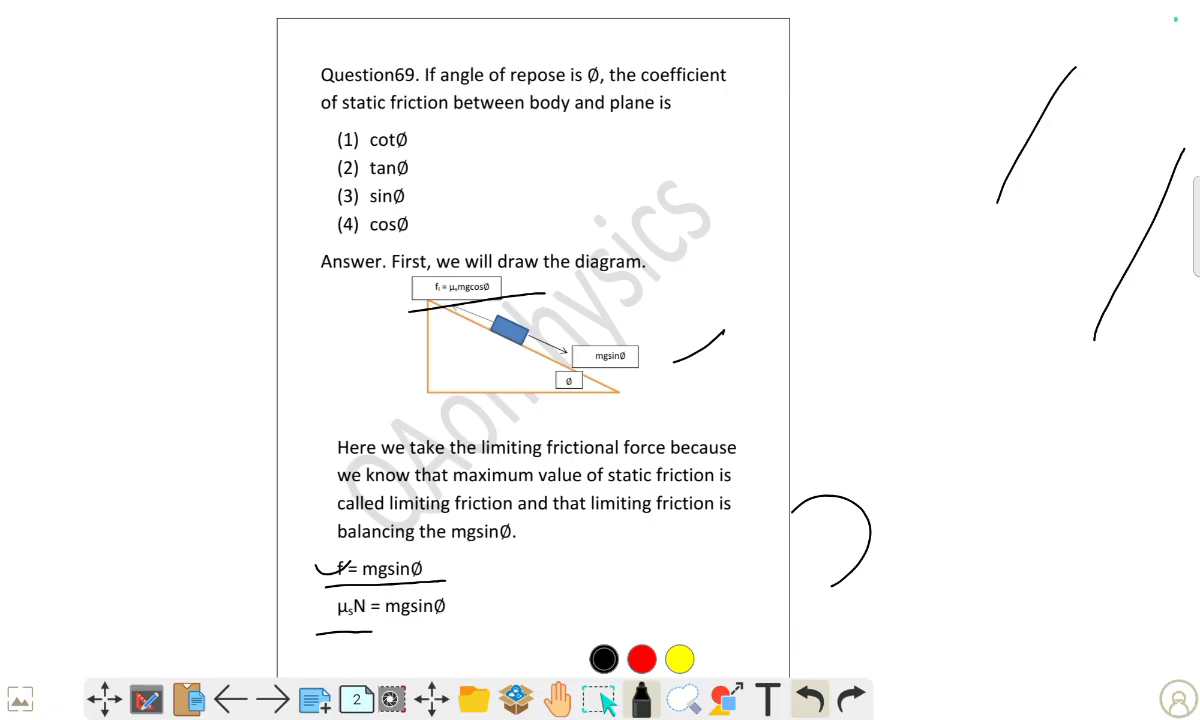 Question69. If angle of repose is Ø, the coefficient
of static friction between body and plane is
(1) cotØ
(2) tanØ
(3) sinØ
(4) cosØ
Answer. First, we will draw the diagram.
fₗ = µₛmgcosØ
mgsinØ
Ø
QAonphysics
Here we take the limiting frictional force because
we know that maximum value of static friction is
called limiting friction and that limiting friction is
balancing the mgsinØ.
f = mgsinØ
µₛN = mgsinØ
2
T